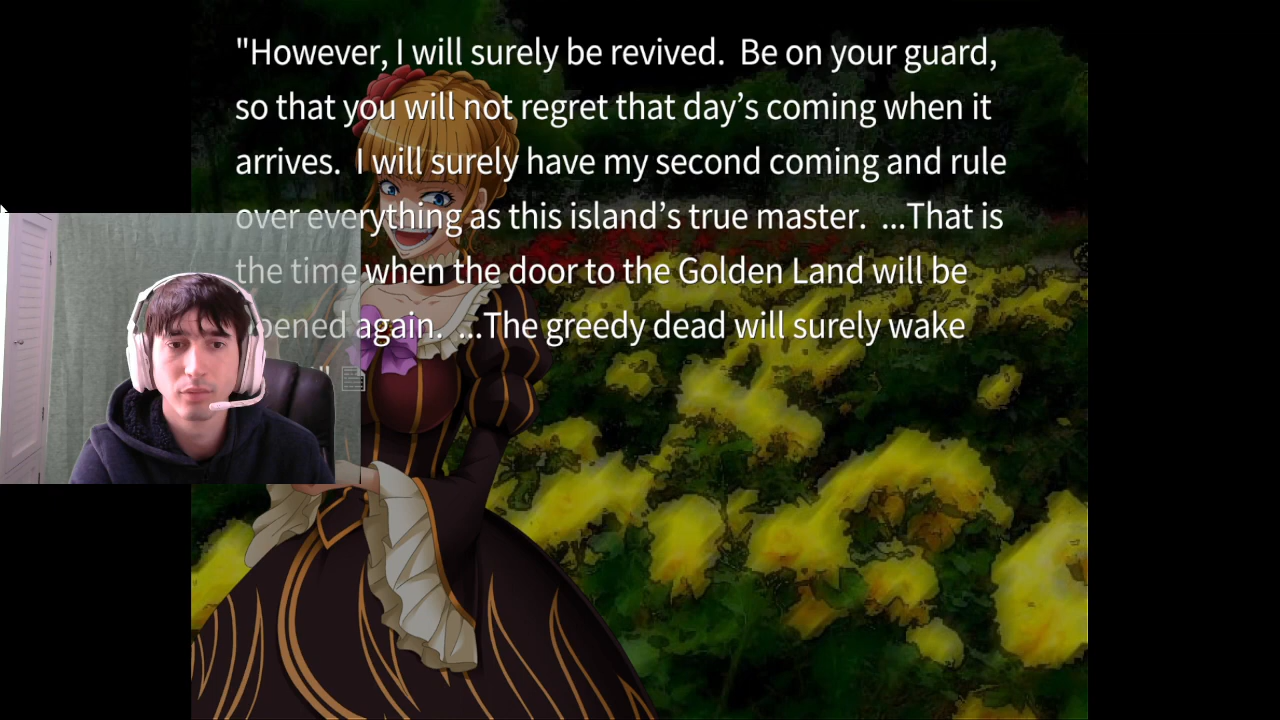 "However, I will surely be revived.  Be on your guard,
so that you will not regret that day’s coming when it
arrives.  I will surely have my second coming and rule
over everything as this island’s true master.  ...That is
the time when the door to the Golden Land will be
again.  ...The greedy dead will surely wake
"